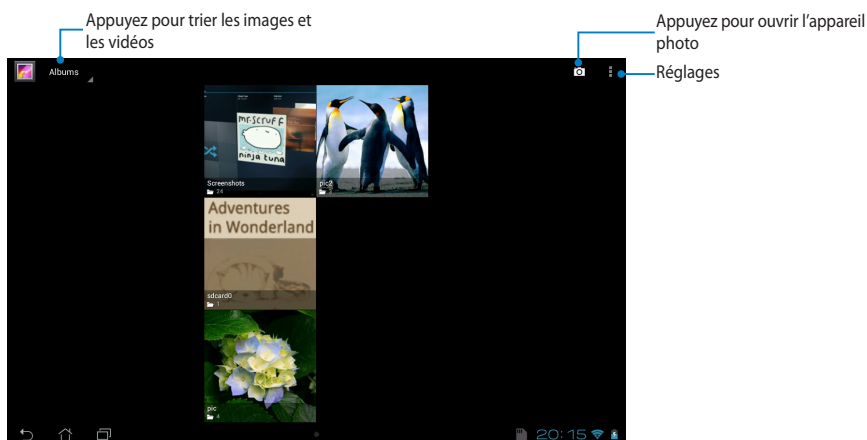 Appuyez pour trier les images et
les vidéos
Appuyez pour ouvrir l'appareil
photo
Réglages
Albums
mr.scruff
ninja tuna
Screenshots
24
pic2
Adventures
in Wonderland
sdcard0
1
pic
4
20:15